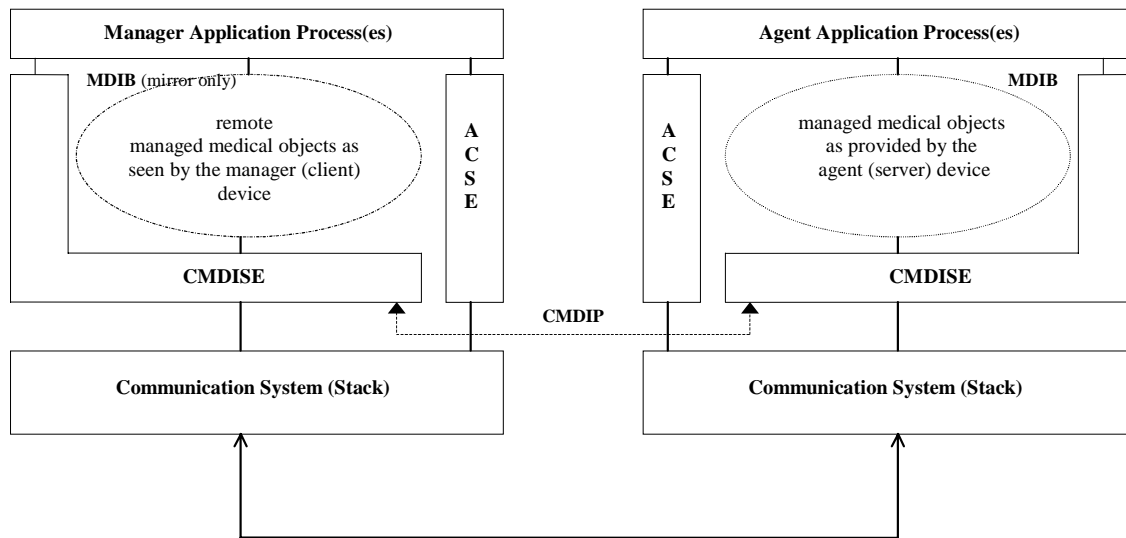 Manager Application Process(es)
MDIB (mirror only)
remote
managed medical objects as
seen by the manager (client)
device
A
C
S
E
CMDISE
Communication System (Stack)
CMDIP
Agent Application Process(es)
MDIB
A
C
S
E
managed medical objects
as provided by the
agent (server) device
CMDISE
Communication System (Stack)